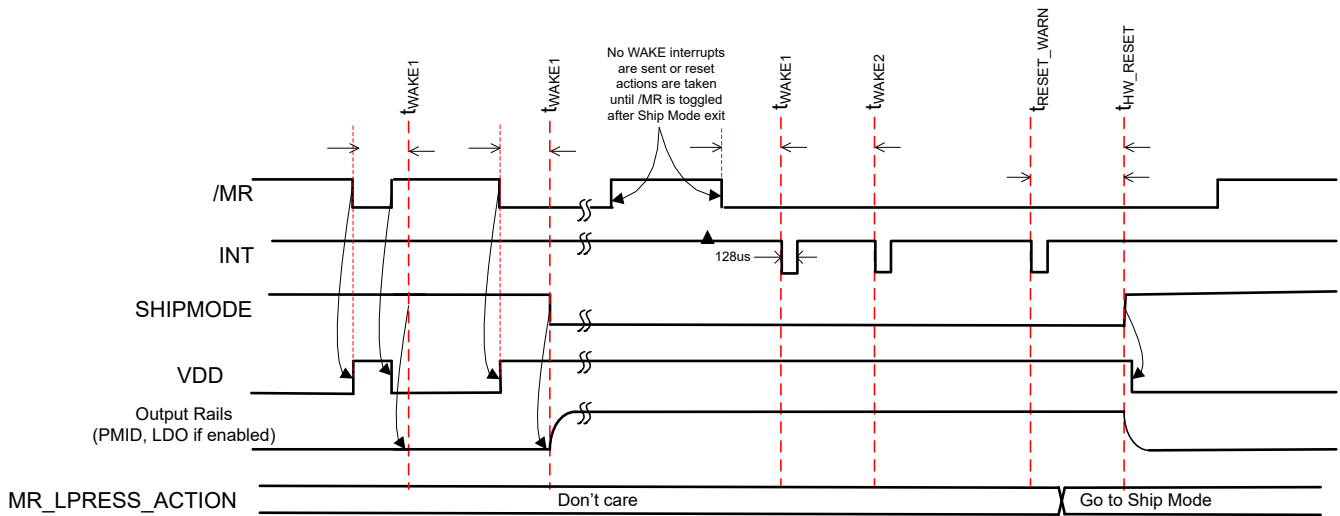 tWAKE1
tWAKE1
No WAKE interrupts
are sent or reset
actions are taken
until /MR is toggled
after Ship Mode exit
tWAKE1
tWAKE2
tRESET_WARN
tHW_RESET
/MR
INT
128us
SHIPMODE
VDD
Output Rails
(PMID, LDO if enabled)
MR_LPRESS_ACTION
Don't care
Go to Ship Mode